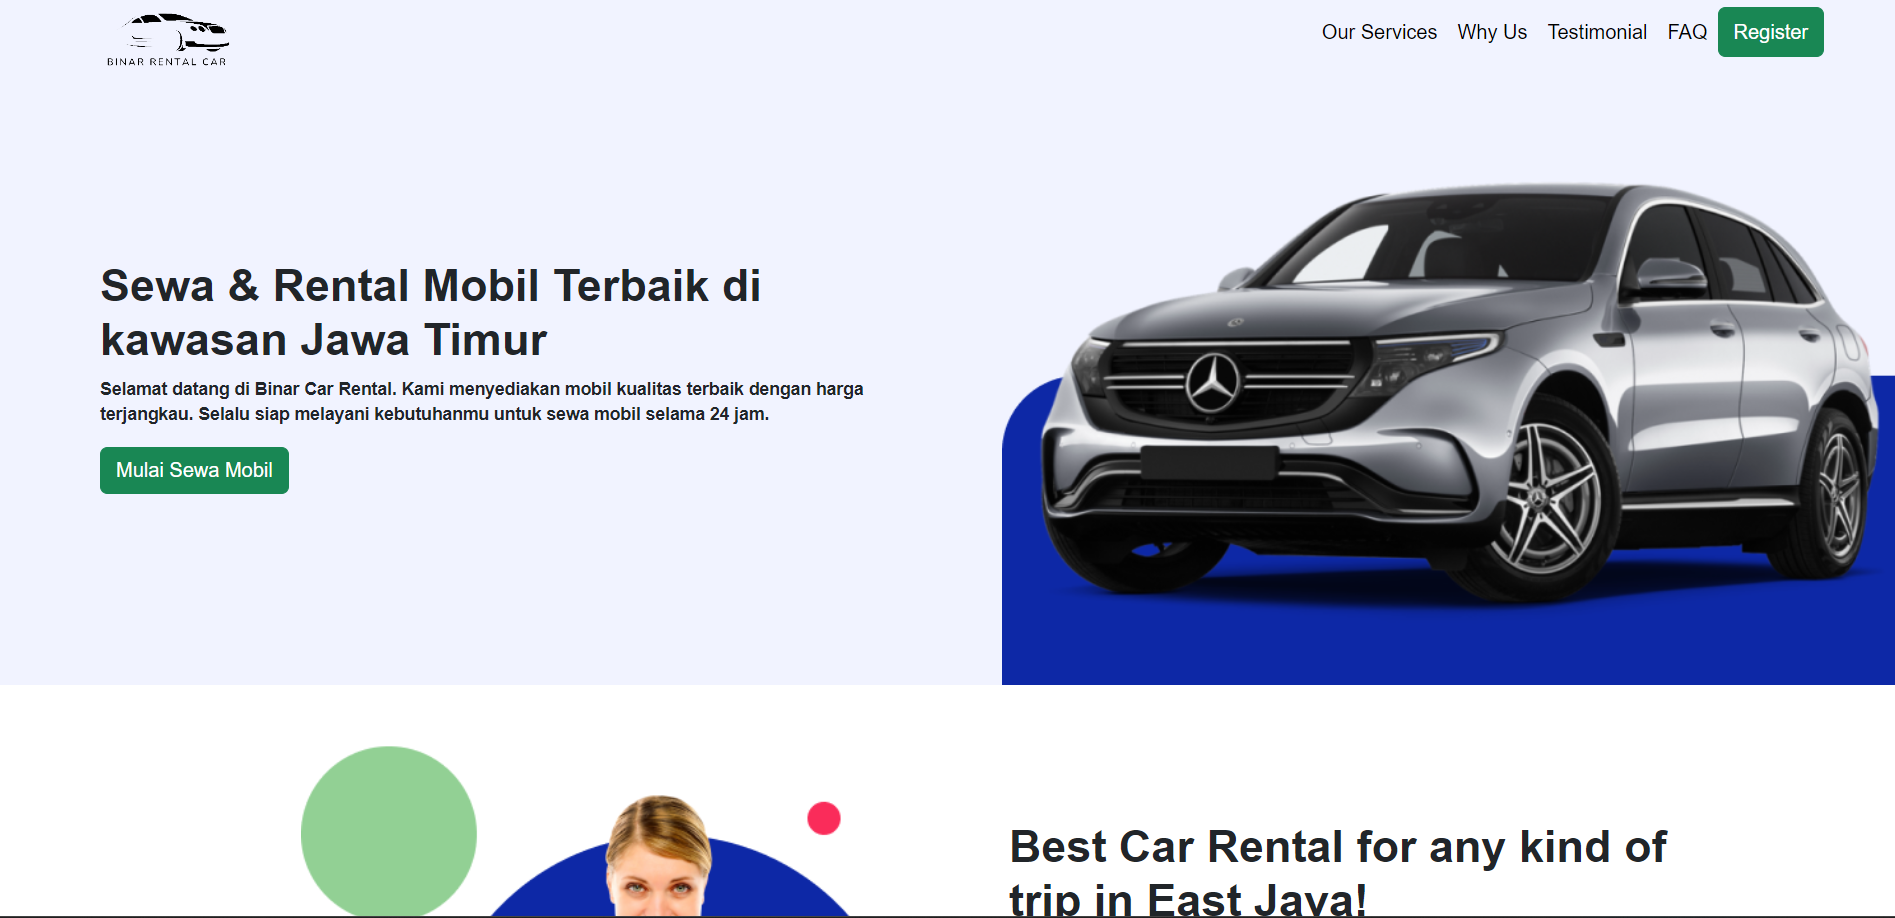 BINAR RENTAL CAR
Our Services Why Us Testimonial FAQ Register
Sewa & Rental Mobil Terbaik di
kawasan Jawa Timur
Selamat datang di Binar Car Rental. Kami menyediakan mobil kualitas terbaik dengan harga
terjangkau. Selalu siap melayani kebutuhanmu untuk sewa mobil selama 24 jam.
Mulai Sewa Mobil
Best Car Rental for any kind of
trip in East Java!